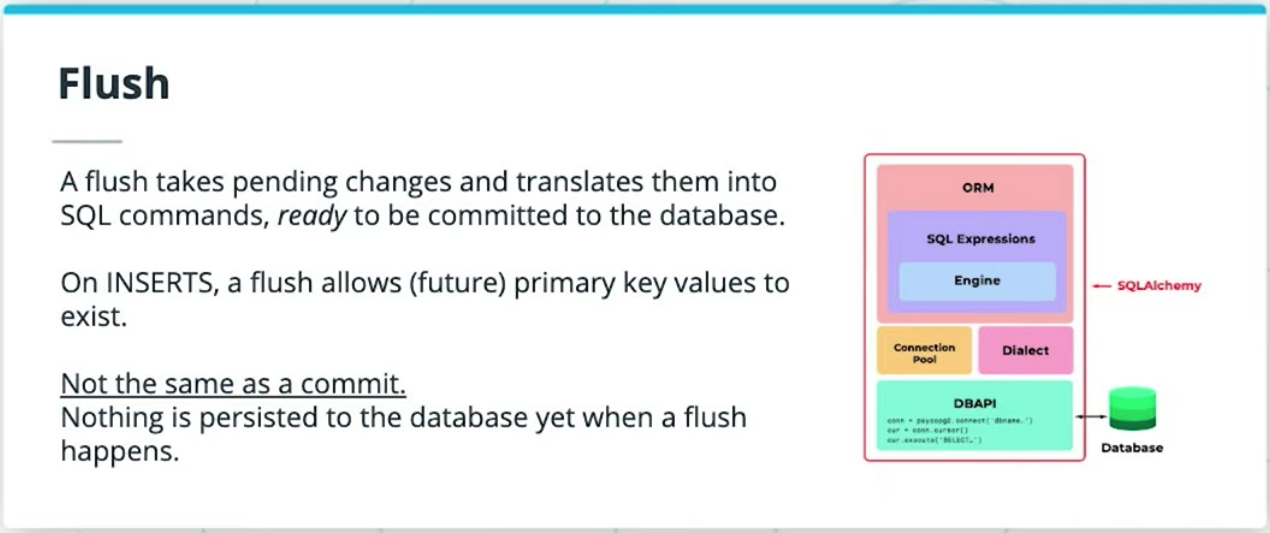 Flush
A flush takes pending changes and translates them into
SQL commands, ready to be committed to the database.
On INSERTS, a flush allows (future) primary key values to
exist.
Not the same as a commit.
Nothing is persisted to the database yet when a flush
happens.
ORM
SQL Expressions
Engine
SQLAlchemy
Connection
Pool
Dialect
DBAPI
conn = psycopg2.connect('dbname…')
cur = conn.cursor()
cur.execute('SELECT…')
Database